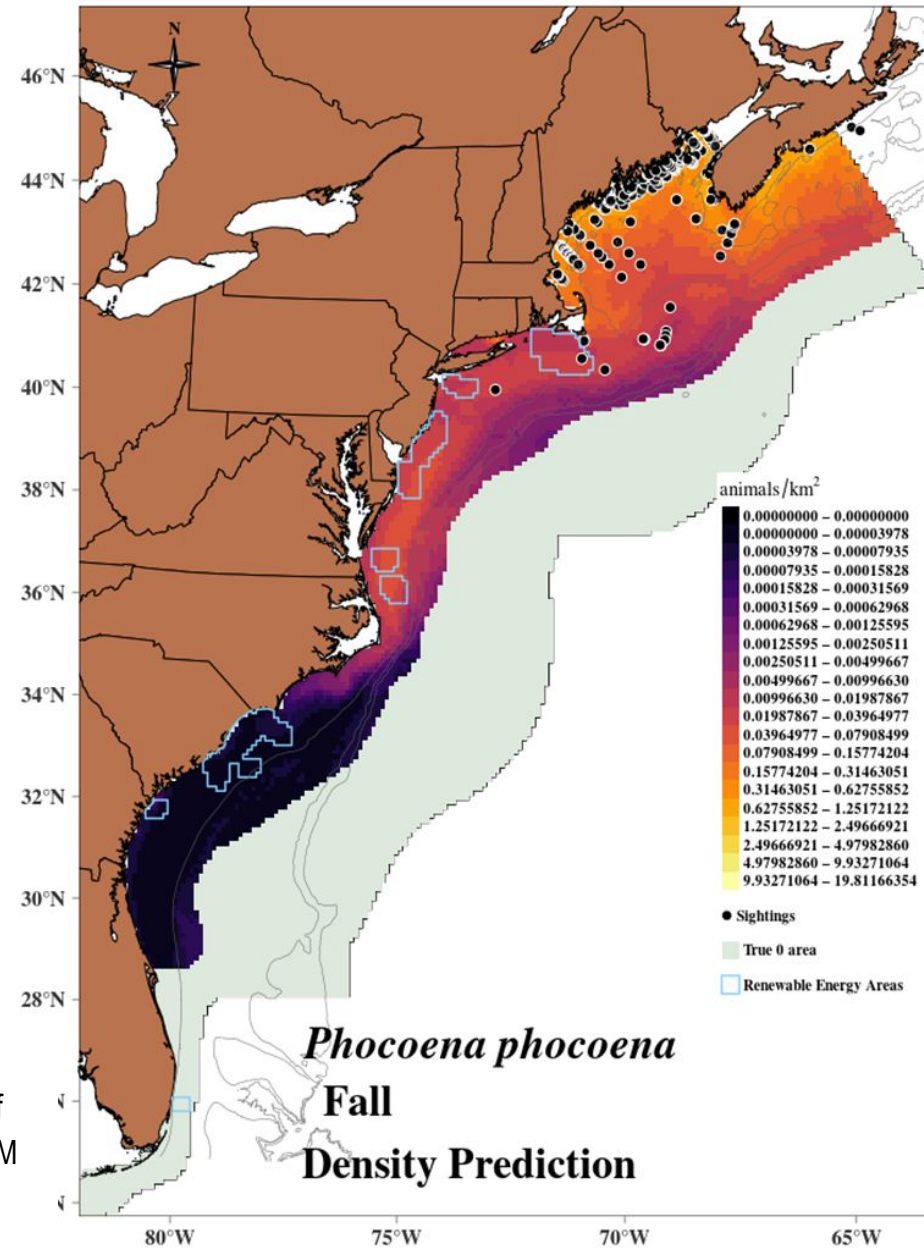 N
46°N
44°N
42°N
40°N
38°N
36°N
34°N
32°N
30°N
28°N
N
N
f
M
80°W
75°W
70°W
65°W
animals/km²
0.00000000 – 0.00000000
0.00000000 – 0.00003978
0.00003978 – 0.00007935
0.00007935 – 0.00015828
0.00015828 – 0.00031569
0.00031569 – 0.00062968
0.00062968 – 0.00125595
0.00125595 – 0.00250511
0.00250511 – 0.00499667
0.00499667 – 0.00996630
0.00996630 – 0.01987867
0.01987867 – 0.03964977
0.03964977 – 0.07908499
0.07908499 – 0.15774204
0.15774204 – 0.31463051
0.31463051 – 0.62755852
0.62755852 – 1.25172122
1.25172122 – 2.49666921
2.49666921 – 4.97982860
4.97982860 – 9.93271064
9.93271064 – 19.81166354
Sightings
True 0 area
Renewable Energy Areas
Phocoena phocoena
Fall
Density Prediction